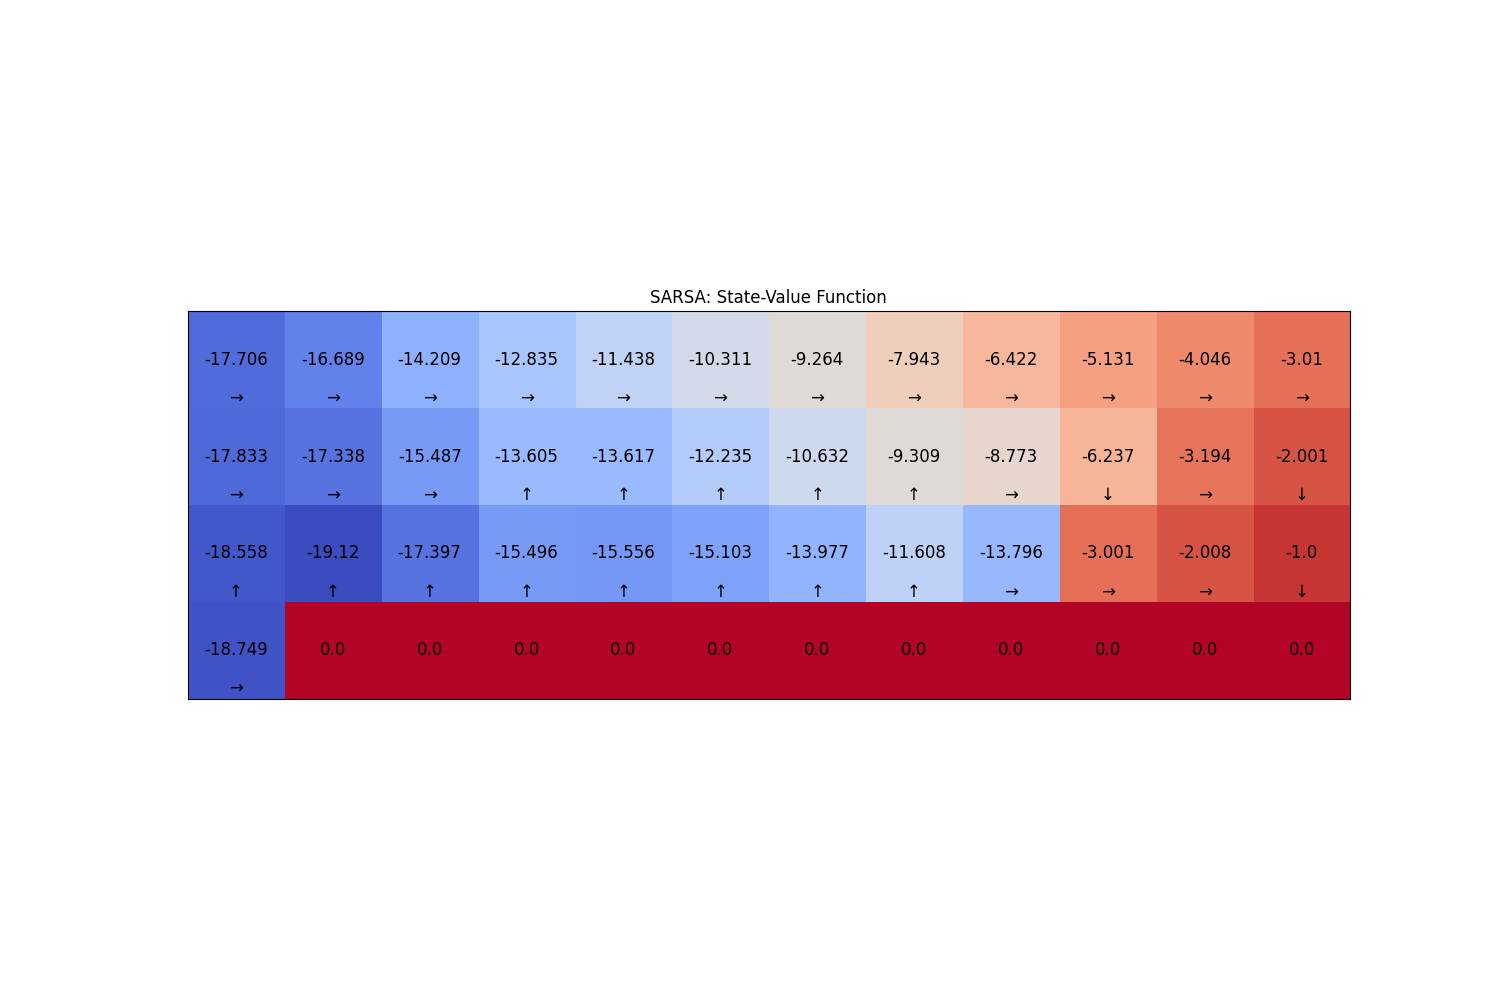 SARSA: State-Value Function
-17.706 -16.689 -14.209 -12.835 -11.438 -10.311 -9.264 -7.943 -6.422 -5.131 -4.046 -3.01
→ → → → → → → → → → → →
-17.833 -17.338 -15.487 -13.605 -13.617 -12.235 -10.632 -9.309 -8.773 -6.237 -3.194 -2.001
→ → → ↑ ↑ ↑ ↑ ↑ → ↓ → ↓
-18.558 -19.12 -17.397 -15.496 -15.556 -15.103 -13.977 -11.608 -13.796 -3.001 -2.008 -1.0
↑ ↑ ↑ ↑ ↑ ↑ ↑ ↑ → → → ↓
-18.749 0.0 0.0 0.0 0.0 0.0 0.0 0.0 0.0 0.0 0.0 0.0
→